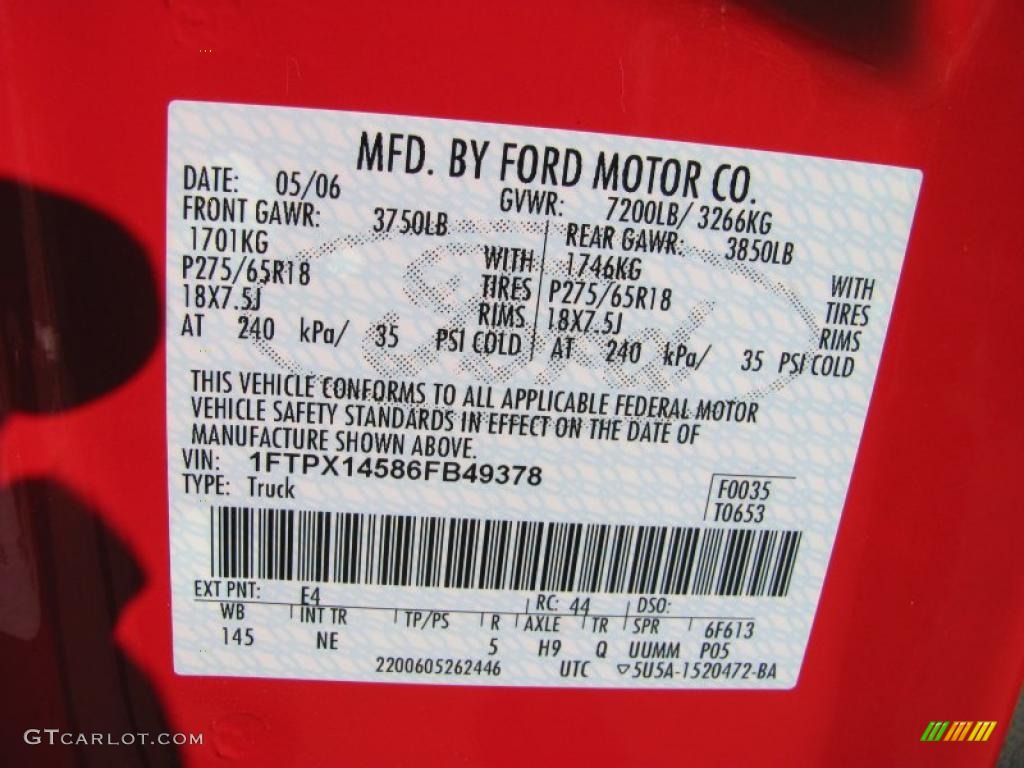 MFD. BY FORD MOTOR CO.
DATE: 05/06 GVWR: 7200LB/ 3266KG
FRONT GAWR: 3750LB REAR GAWR: 3850LB
1701KG WITH 1746KG WITH
P275/65R18 TIRES P275/65R18 TIRES
18X7.5J RIMS 18X7.5J RIMS
AT 240 kPa/ 35 PSI COLD AT 240 kPa/ 35 PSI COLD
THIS VEHICLE CONFORMS TO ALL APPLICABLE FEDERAL MOTOR
VEHICLE SAFETY STANDARDS IN EFFECT ON THE DATE OF
MANUFACTURE SHOWN ABOVE.
VIN: 1FTPX14586FB49378
TYPE: Truck
F0035
T0653
EXT PNT: E4 RC: 44 DSO:
WB INT TR TP/PS R AXLE TR SPR 6F613
145 NE 5 H9 Q UUMM P05
2200605262446 UTC ▽5U5A-1520472-BA
Ford
GTCARLOT.COM